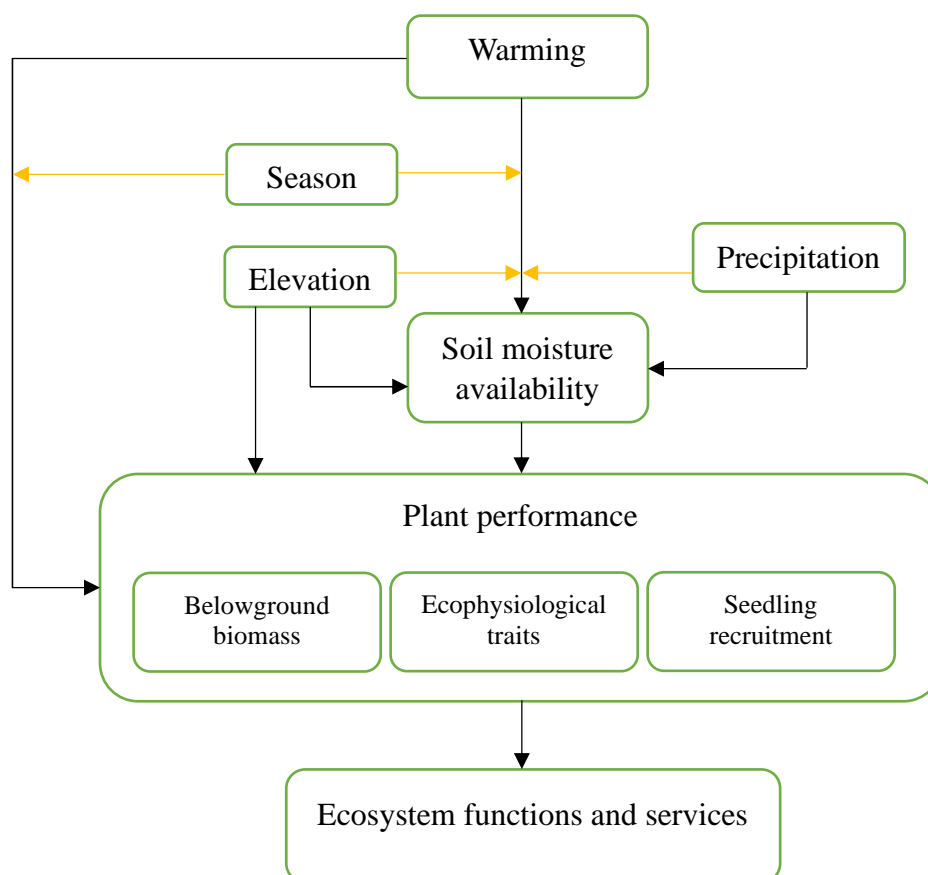 Warming
Season
Elevation
Precipitation
Soil moisture
availability
Plant performance
Belowground
biomass
Ecophysiological
traits
Seedling
recruitment
Ecosystem functions and services